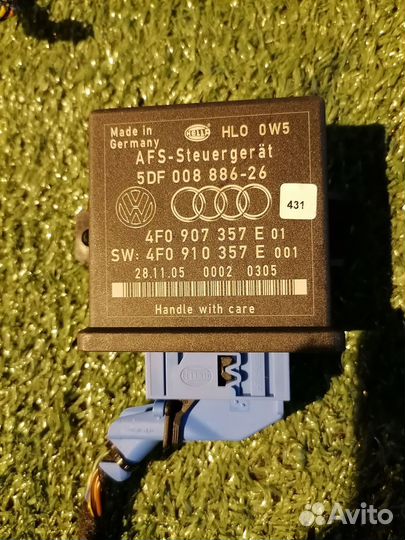 Made in
Germany
HELLA
HLO 0W5
AFS-Steuergerät
5DF 008 886-26
431
4F0 907 357 E 01
SW: 4F0 910 357 E 001
28.11.05 0002 0305
Handle with care
Avito